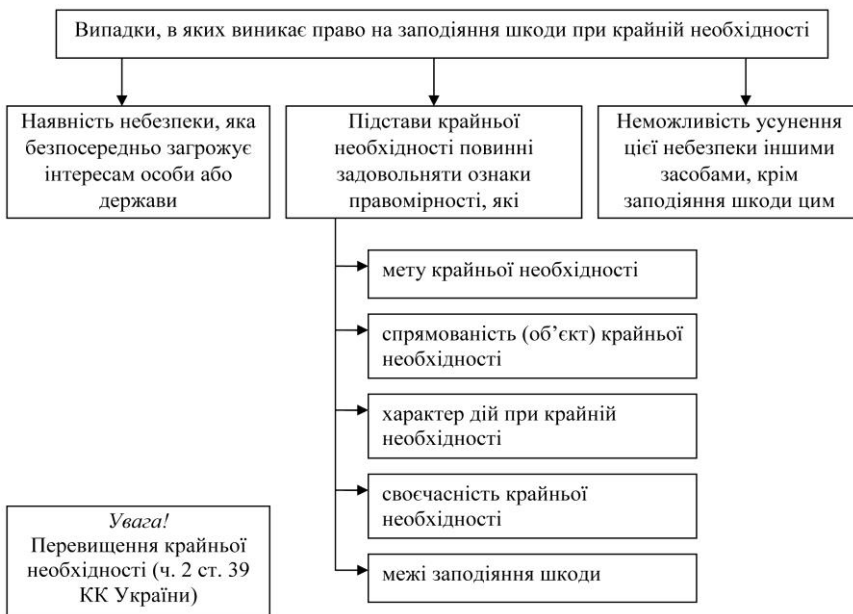 Випадки, в яких виникає право на заподіяння шкоди при крайній необхідності
Наявність небезпеки, яка
безпосередньо загрожує
інтересам особи або
держави
Підстави крайньої
необхідності повинні
задовольняти ознаки
правомірності, які
Неможливість усунення
цієї небезпеки іншими
засобами, крім
заподіяння шкоди цим
мету крайньої необхідності
спрямованість (об’єкт) крайньої
необхідності
характер дій при крайній
необхідності
своєчасність крайньої
необхідності
межі заподіяння шкоди
Увага!
Перевищення крайньої
необхідності (ч. 2 ст. 39
КК України)